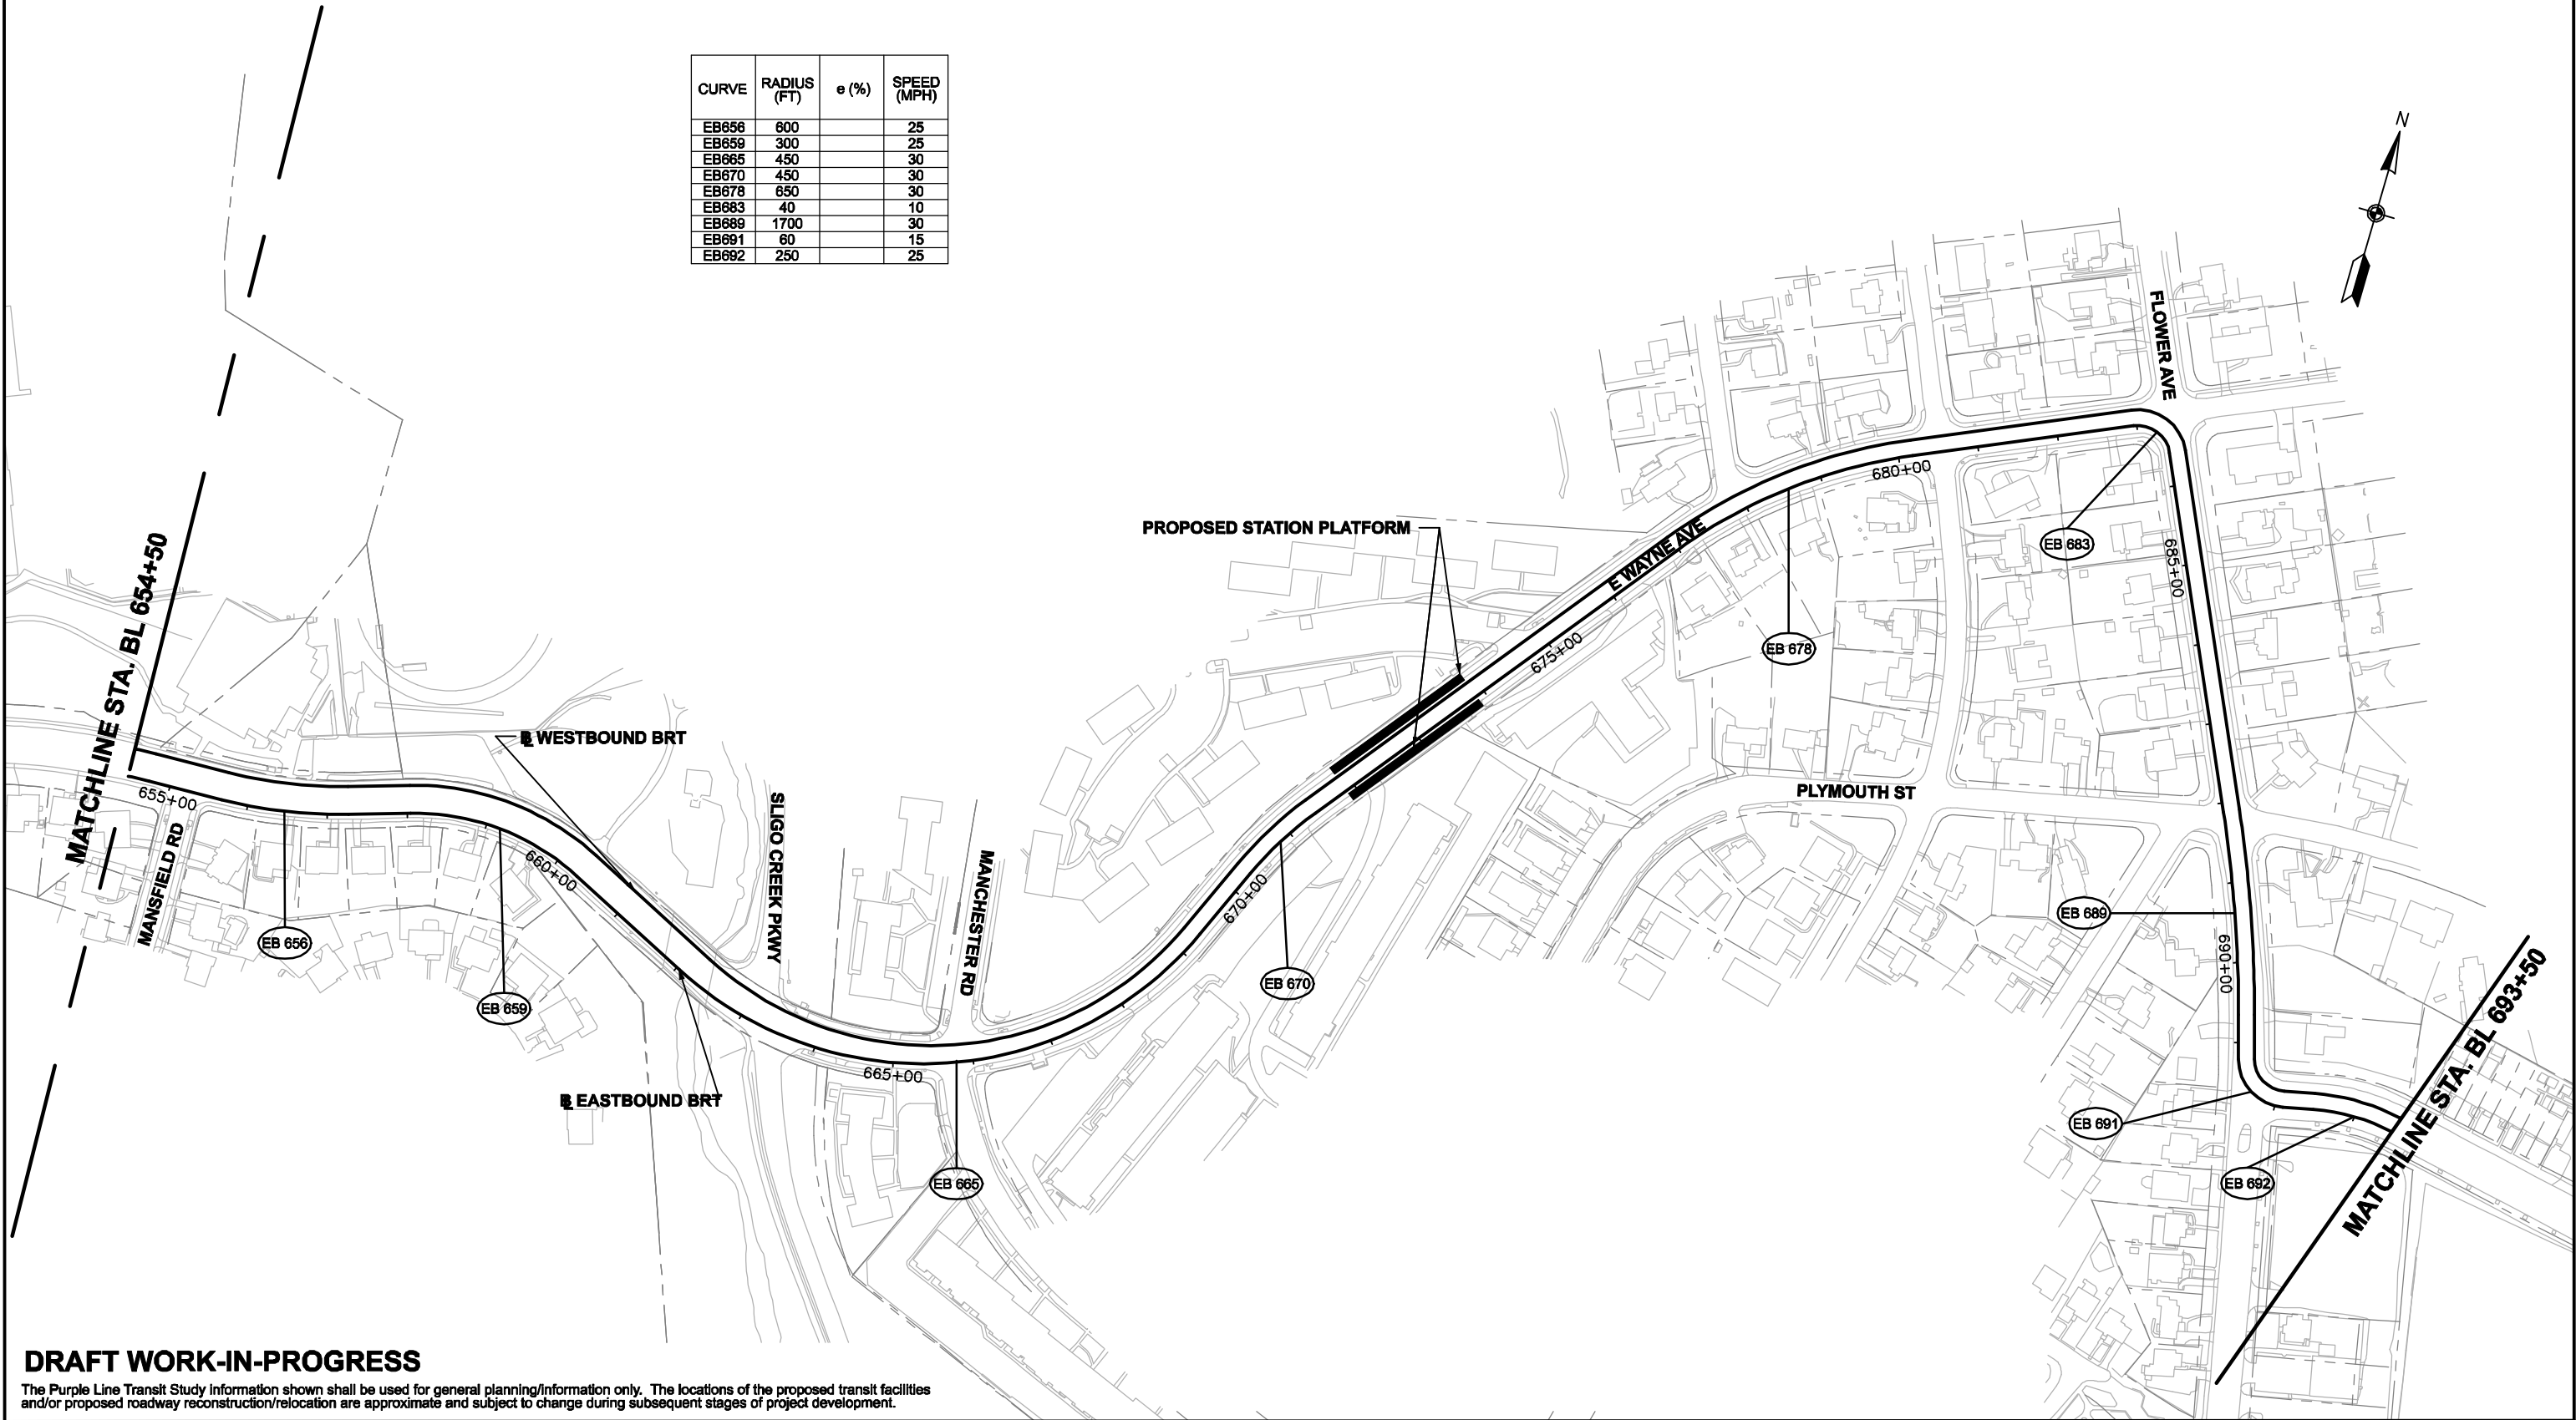 CURVE RADIUS (FT) e (%) SPEED (MPH)
EB656 600 25
EB659 300 25
EB665 450 30
EB670 450 30
EB678 650 30
EB683 40 10
EB689 1700 30
EB691 60 15
EB692 250 25
N
FLOWER AVE
PROPOSED STATION PLATFORM
E WAYNE AVE
680+00
EB 683
685+00
675+00
EB 678
MATCHLINE STA. BL 654+50
BL WESTBOUND BRT
PLYMOUTH ST
655+00
MANSFIELD RD
SLIGO CREEK PKWY
MANCHESTER RD
660+00
670+00
EB 656
EB 659
EB 670
EB 689
690+00
MATCHLINE STA. BL 693+50
665+00
BL EASTBOUND BRT
EB 665
EB 691
EB 692
DRAFT WORK-IN-PROGRESS
The Purple Line Transit Study information shown shall be used for general planning/information only. The locations of the proposed transit facilities
and/or proposed roadway reconstruction/relocation are approximate and subject to change during subsequent stages of project development.